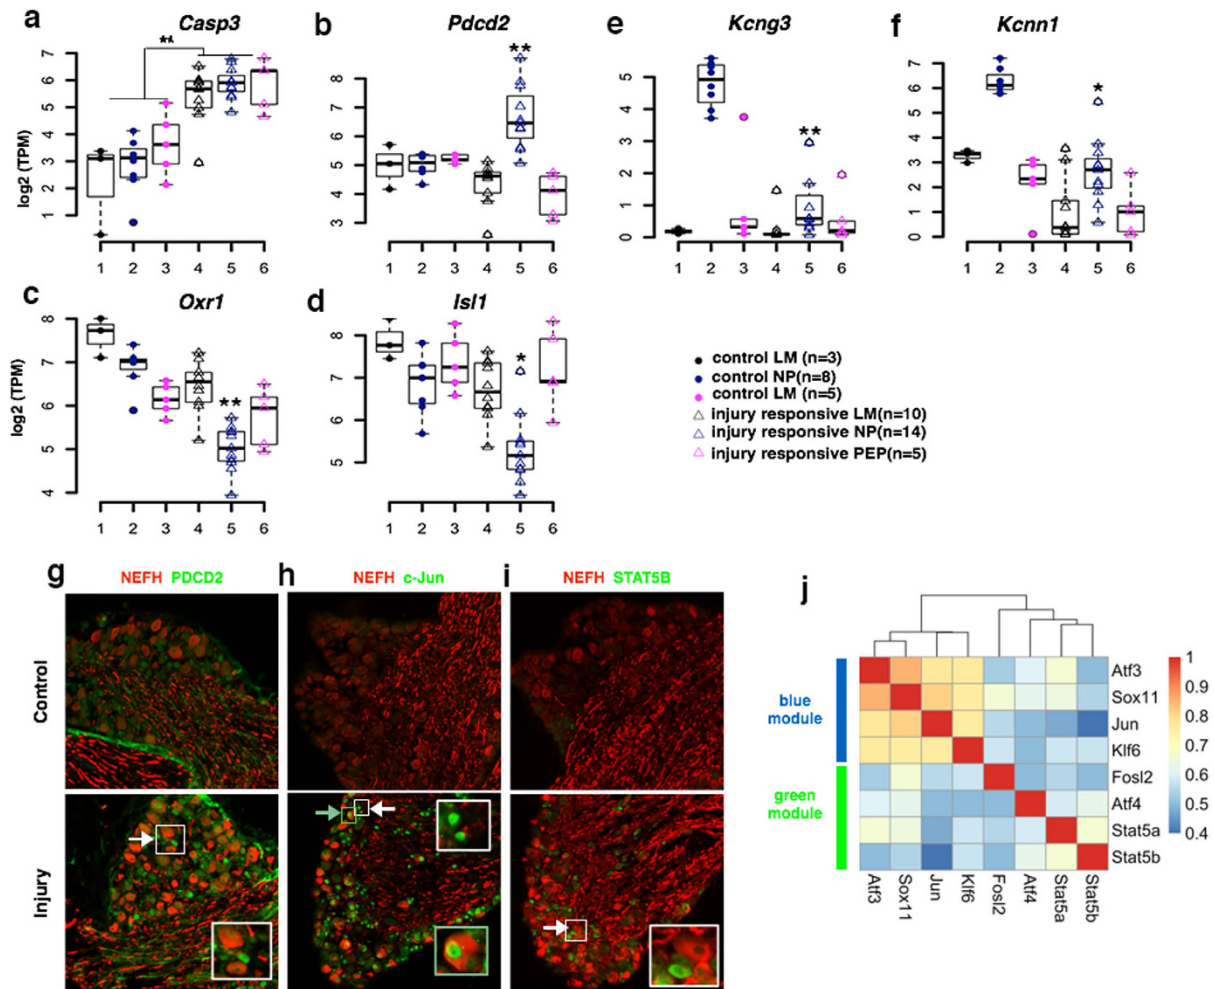 a Casp3
b Pdcd2
e Kcng3
f Kcnn1
**
**
**
*
log2 (TPM)
7
6
5
4
3
2
1
1 2 3 4 5 6
8
7
6
5
4
3
1 2 3 4 5 6
5
4
3
2
1
0
1 2 3 4 5 6
7
6
5
4
3
2
1
0
1 2 3 4 5 6
c Oxr1
d Isl1
**
*
log2 (TPM)
8
7
6
5
4
1 2 3 4 5 6
8
7
6
5
1 2 3 4 5 6
control LM (n=3)
control NP(n=8)
control LM (n=5)
injury responsive LM(n=10)
injury responsive NP(n=14)
injury responsive PEP(n=5)
g NEFH PDCD2
h NEFH c-Jun
i NEFH STAT5B
Control
Injury
j
blue module
green module
Atf3
Sox11
Jun
Klf6
Fosl2
Atf4
Stat5a
Stat5b
Atf3 Sox11 Jun Klf6 Fosl2 Atf4 Stat5a Stat5b
1
0.9
0.8
0.7
0.6
0.5
0.4